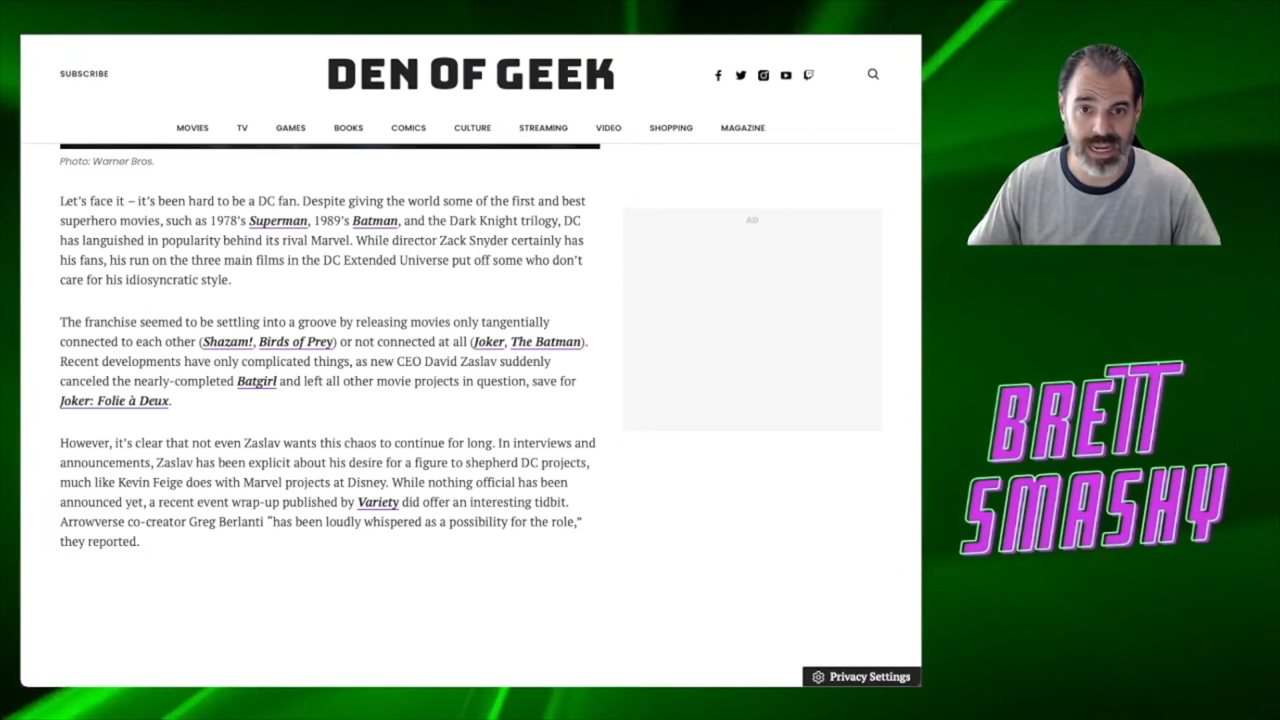 SUBSCRIBE
DEN OF GEEK
MOVIES TV GAMES BOOKS COMICS CULTURE STREAMING VIDEO SHOPPING MAGAZINE
Photo: Warner Bros.
Let’s face it – it’s been hard to be a DC fan. Despite giving the world some of the first and best
superhero movies, such as 1978’s Superman, 1989’s Batman, and the Dark Knight trilogy, DC
has languished in popularity behind its rival Marvel. While director Zack Snyder certainly has
his fans, his run on the three main films in the DC Extended Universe put off some who don’t
care for his idiosyncratic style.
The franchise seemed to be settling into a groove by releasing movies only tangentially
connected to each other (Shazam!, Birds of Prey) or not connected at all (Joker, The Batman).
Recent developments have only complicated things, as new CEO David Zaslav suddenly
canceled the nearly-completed Batgirl and left all other movie projects in question, save for
Joker: Folie à Deux.
However, it’s clear that not even Zaslav wants this chaos to continue for long. In interviews and
announcements, Zaslav has been explicit about his desire for a figure to shepherd DC projects,
much like Kevin Feige does with Marvel projects at Disney. While nothing official has been
announced yet, a recent event wrap-up published by Variety did offer an interesting tidbit.
Arrowverse co-creator Greg Berlanti “has been loudly whispered as a possibility for the role,”
they reported.
AD
Privacy Settings
BRETT
SMASHY